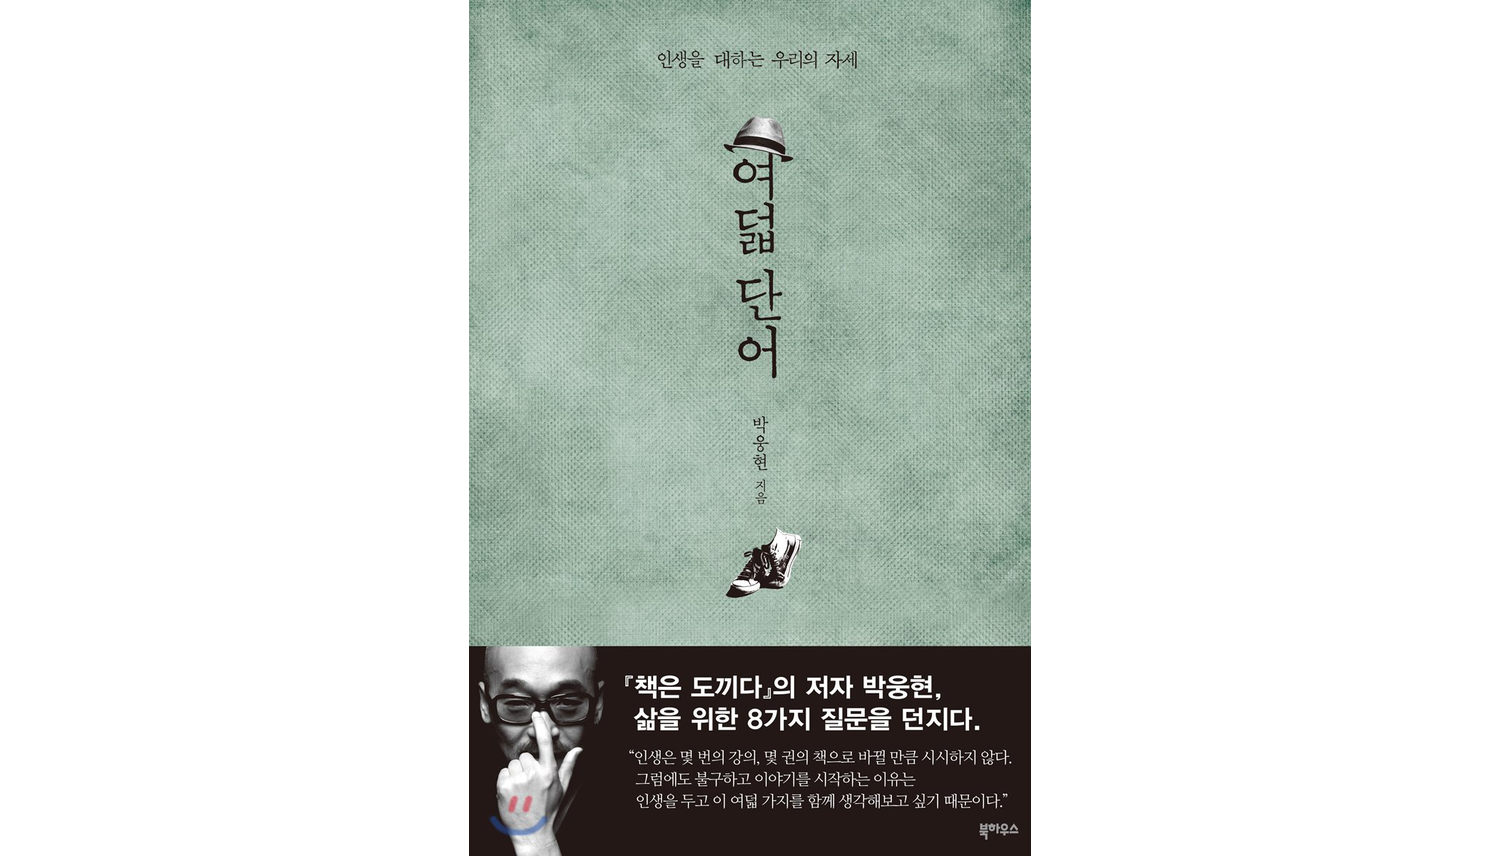 인생을 대하는 우리의 자세
여덟 단어
박웅현 지음
『책은 도끼다』의 저자 박웅현,
삶을 위한 8가지 질문을 던지다.
“인생은 몇 번의 강의, 몇 권의 책으로 바뀔 만큼 시시하지 않다.
그럼에도 불구하고 이야기를 시작하는 이유는
인생을 두고 이 여덟 가지를 함께 생각해보고 싶기 때문이다.”
북하우스